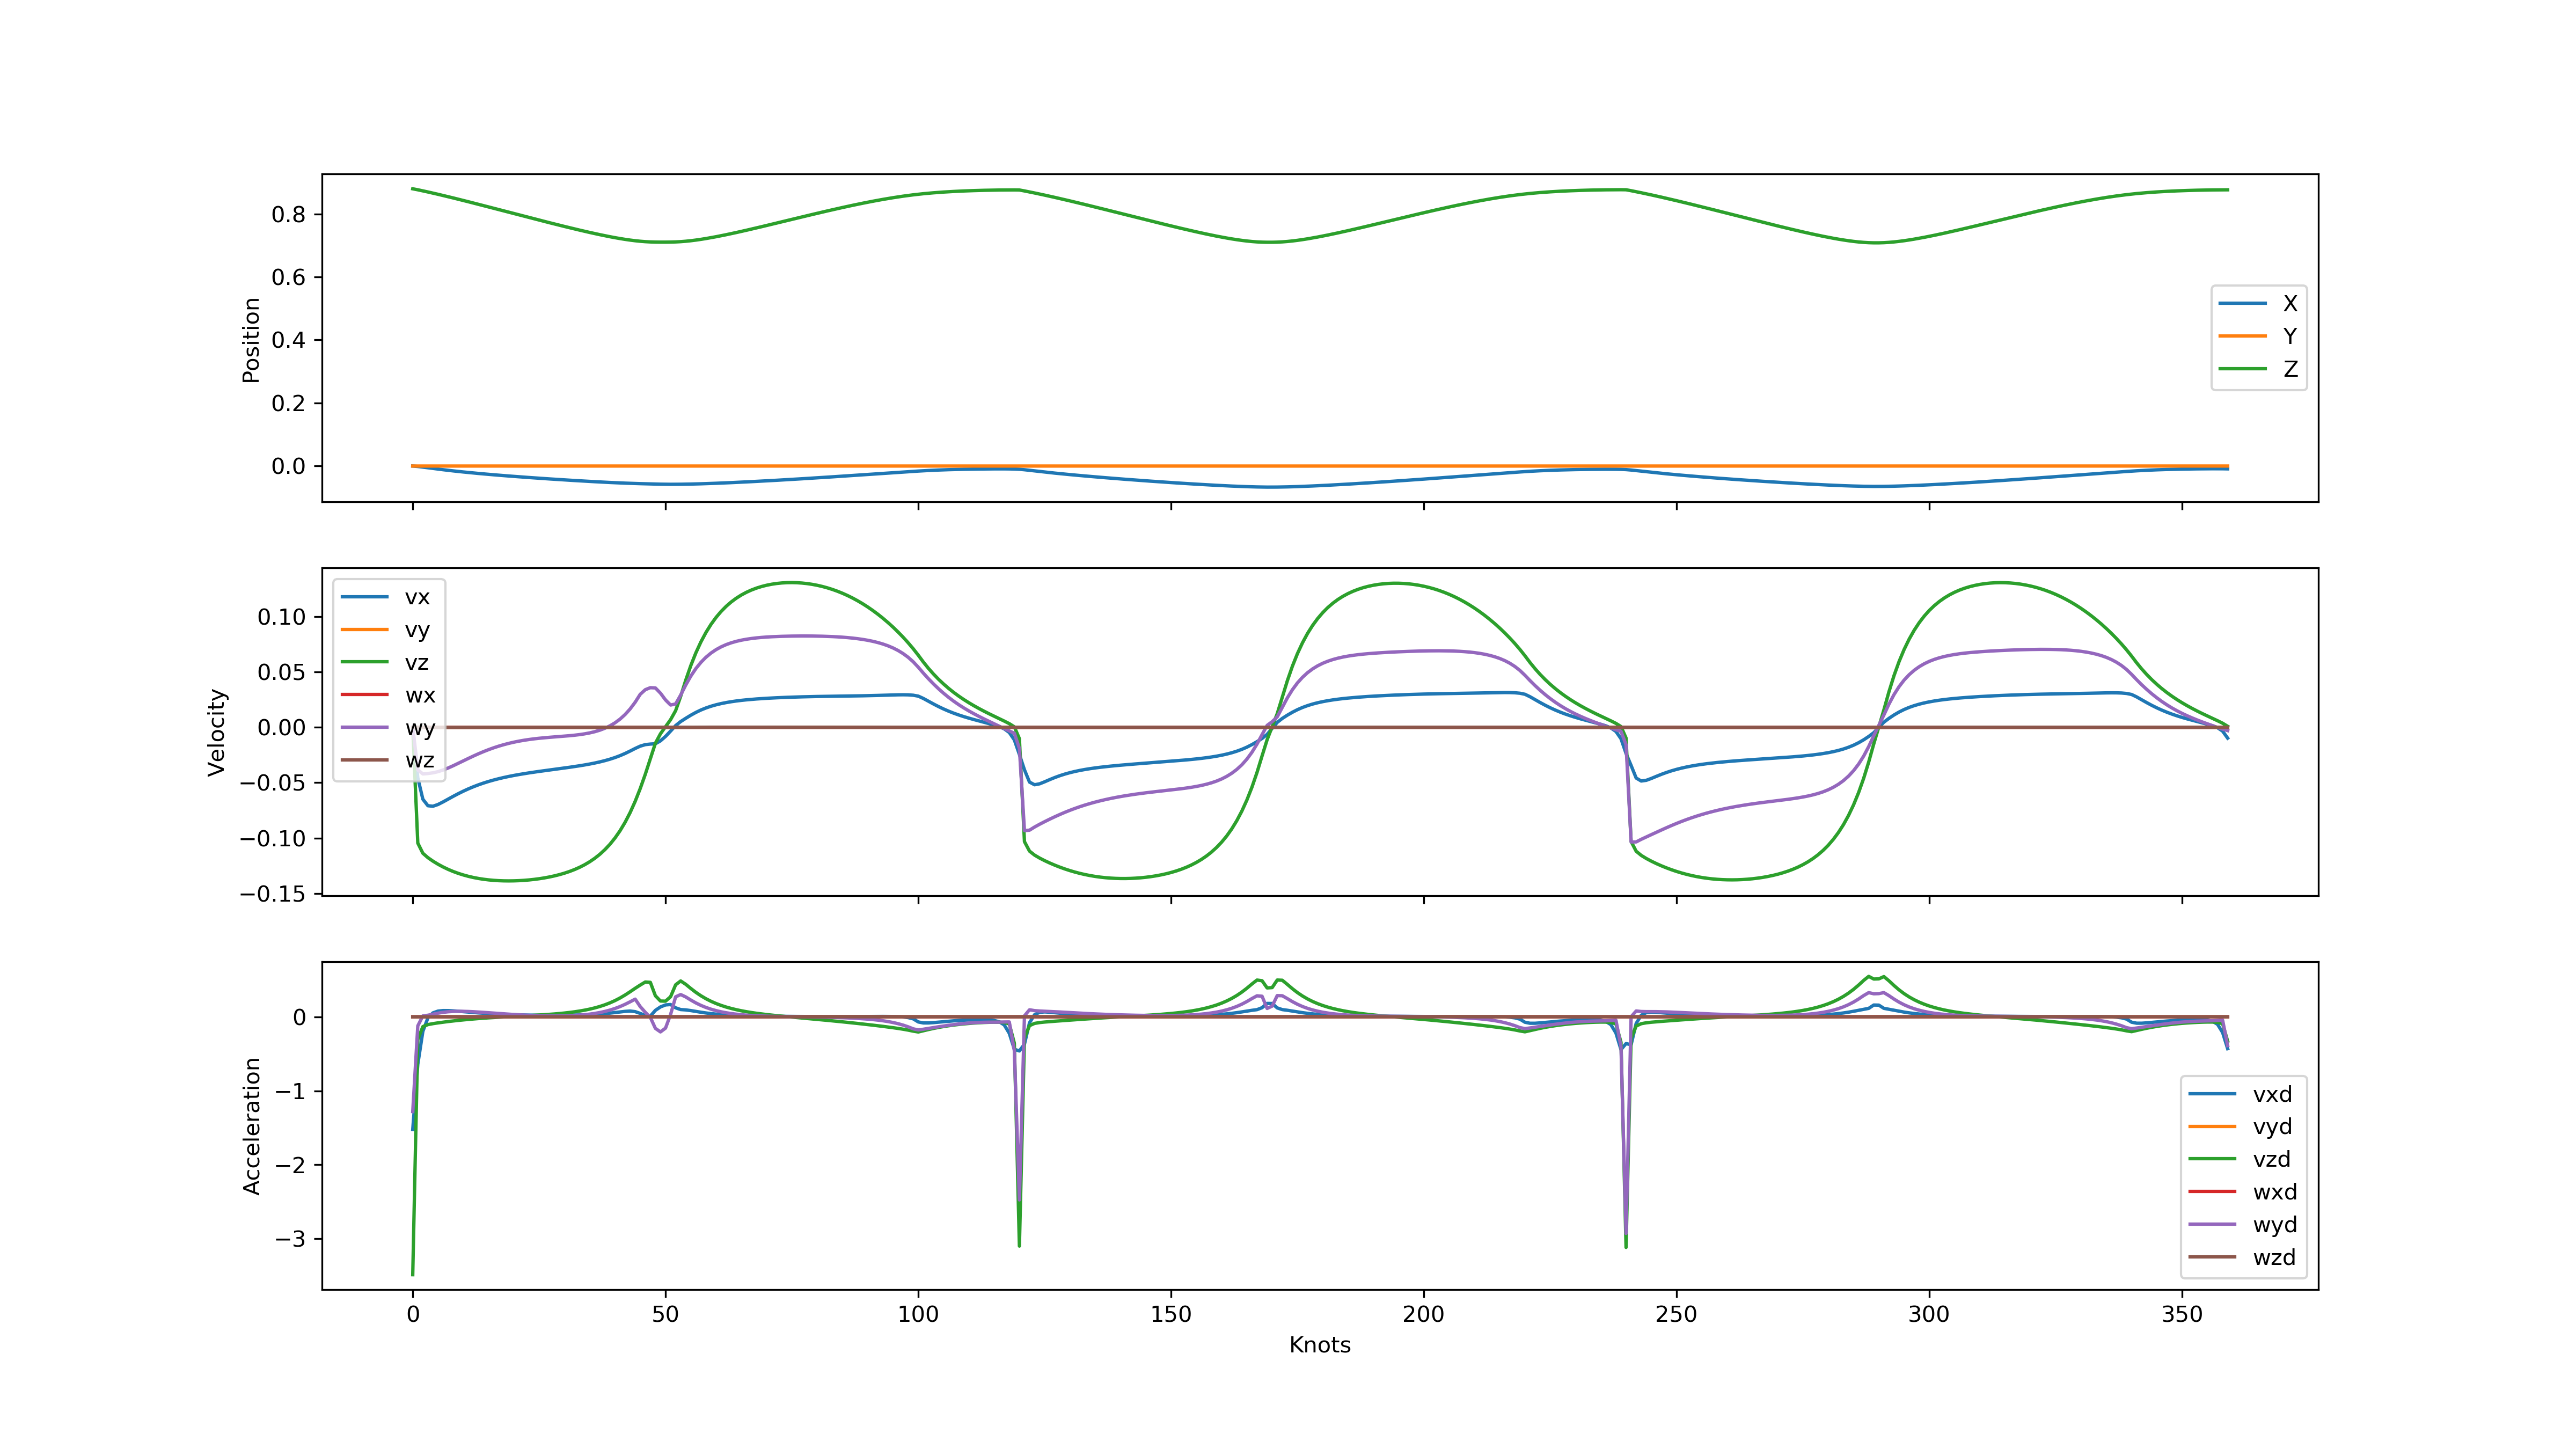 0.8
0.6
0.4
0.2
0.0
Position
X
Y
Z
0.10
0.05
0.00
−0.05
−0.10
−0.15
Velocity
vx
vy
vz
wx
wy
wz
0
−1
−2
−3
Acceleration
vxd
vyd
vzd
wxd
wyd
wzd
0 50 100 150 200 250 300 350
Knots